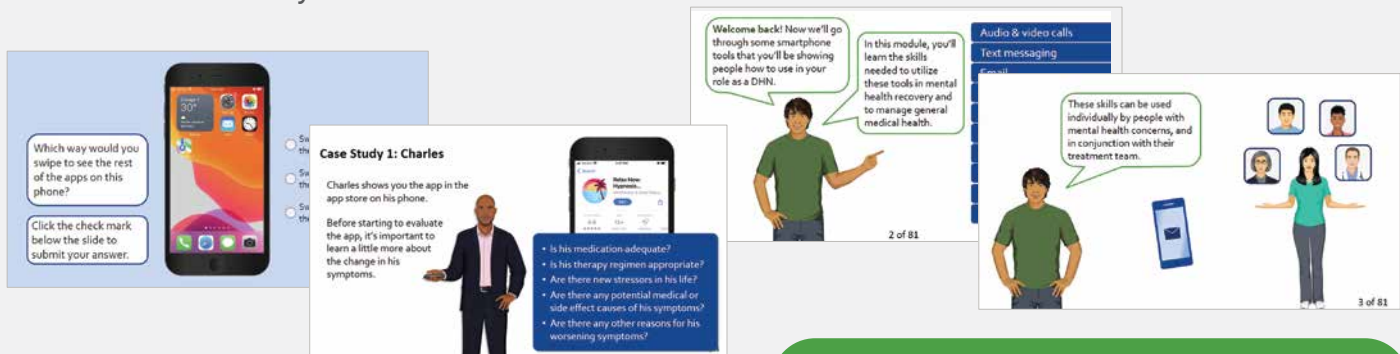 Which way would you
swipe to see the rest
of the apps on this
phone?
Click the check mark
below the slide to
submit your answer.
Case Study 1: Charles
Charles shows you the app in the
app store on his phone.
Before starting to evaluate
the app, it's important to
learn a little more about
the change in his
symptoms.
Relax Now:
Hypnosis...
• Is his medication adequate?
• Is his therapy regimen appropriate?
• Are there new stressors in his life?
• Are there any potential medical or
side effect causes of his symptoms?
• Are there any other reasons for his
worsening symptoms?
Welcome back! Now we'll go
through some smartphone
tools that you'll be showing
people how to use in your
role as a DHN.
In this module, you'll
learn the skills
needed to utilize
these tools in mental
health recovery and
to manage general
medical health.
Audio & video calls
Text messaging
2 of 81
These skills can be used
individually by people with
mental health concerns, and
in conjunction with their
treatment team.
3 of 81